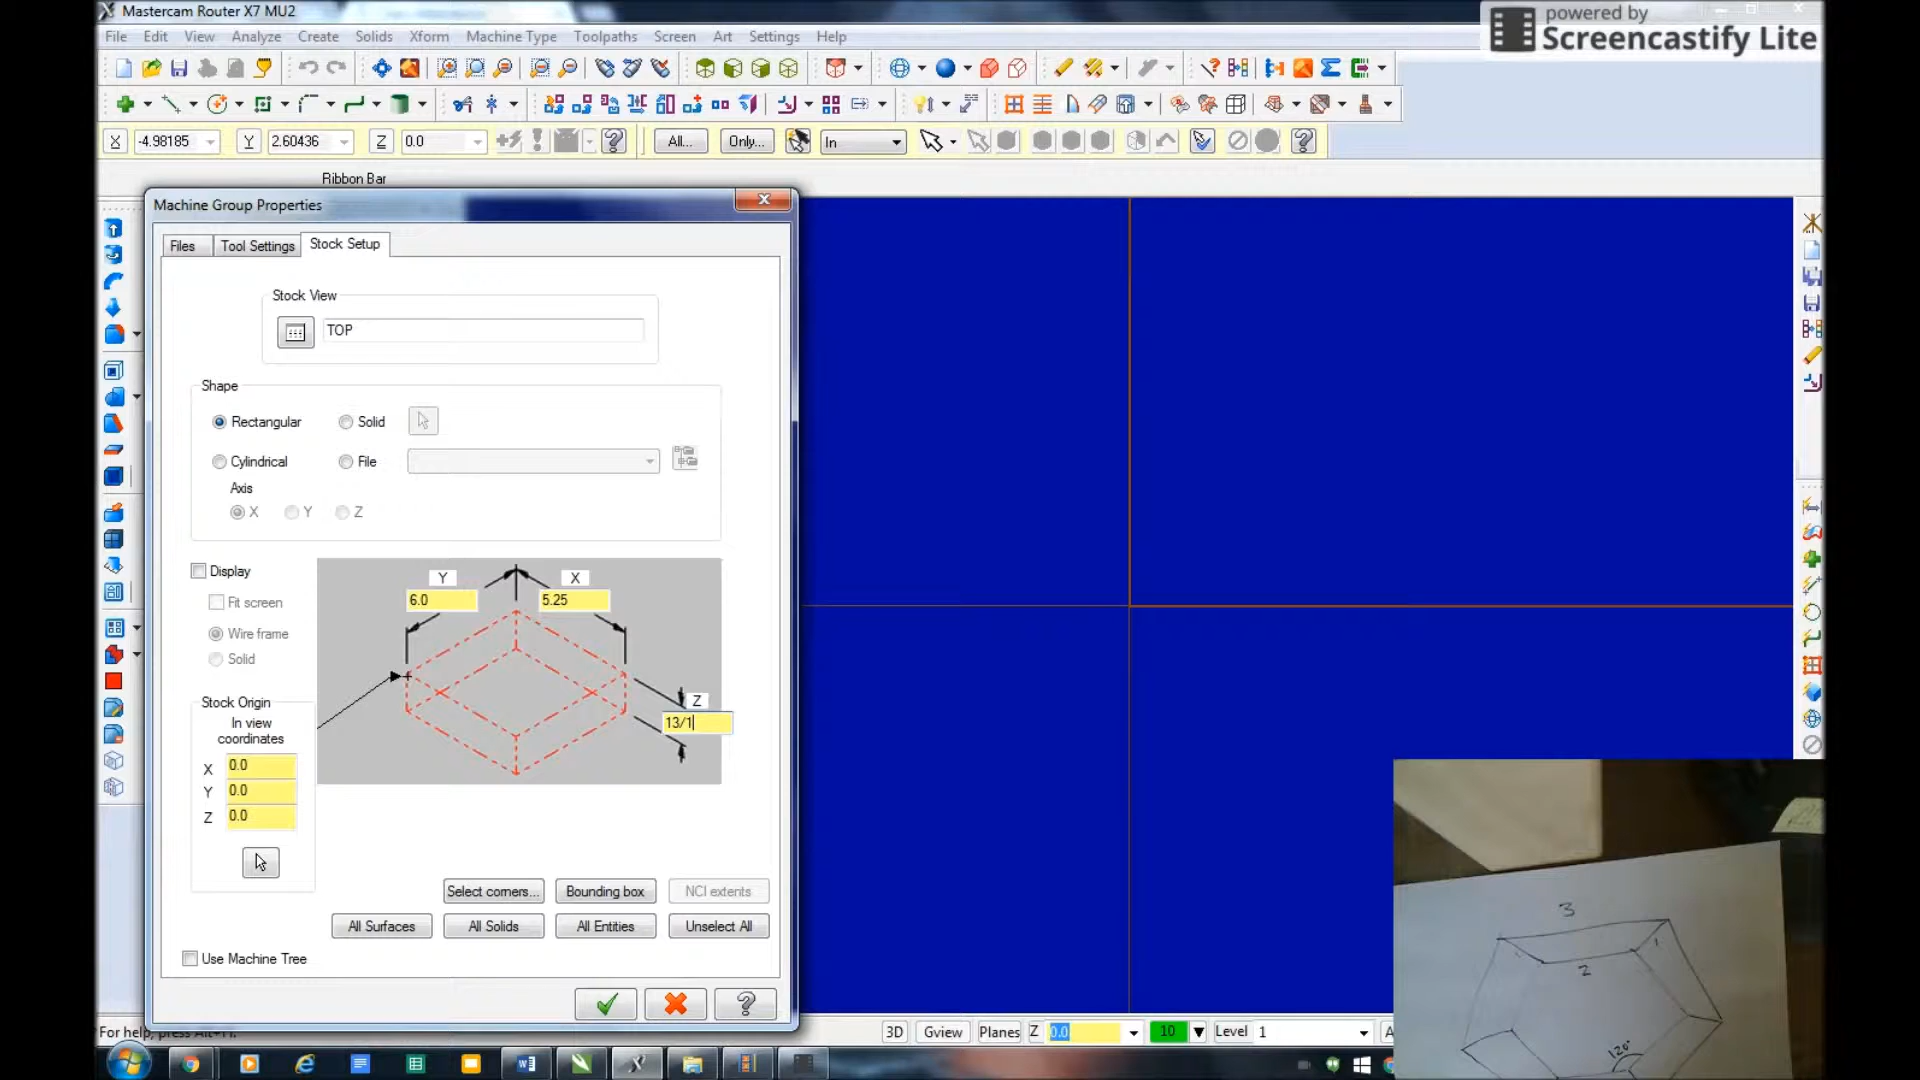 Mastercam Router X7 MU2
powered by
Screencastify Lite
File Edit View Analyze Create Solids Xform Machine Type Toolpaths Screen Art Settings Help
X -4.98185 Y 2.60436 Z 0.0 All... Only... In
Ribbon Bar
Machine Group Properties
Files Tool Settings Stock Setup
Stock View
TOP
Shape
Rectangular Solid
Cylindrical File
Axis
X Y Z
Display
Fit screen
Wire frame
Solid
Y X
6.0 5.25
Z
13/1
Stock Origin
In view
coordinates
X 0.0
Y 0.0
Z 0.0
Select corners... Bounding box NCI extents
All Surfaces All Solids All Entities Unselect All
Use Machine Tree
For help, press Alt+H.
3D Gview Planes Z 0.0 10 Level 1 A
3
1
2
120°